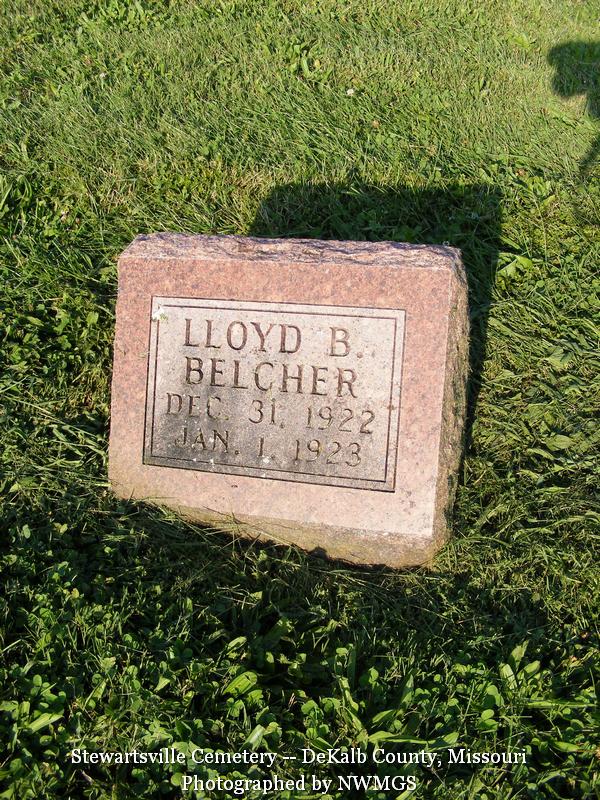 LLOYD B.
BELCHER
DEC. 31, 1922
JAN. 1 1923
Stewartsville Cemetery -- DeKalb County, Missouri
Photographed by NWMGS